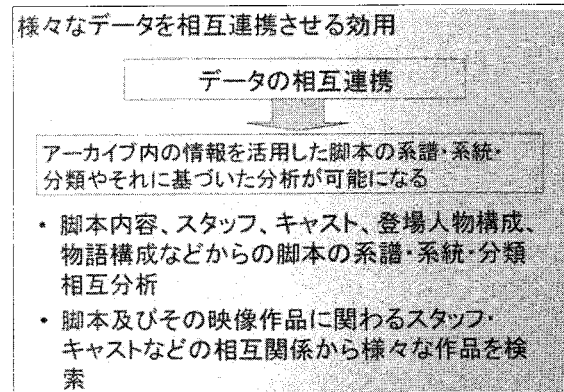 様々なデータを相互連携させる効用
データの相互連携
アーカイブ内の情報を活用した脚本の系譜・系統・
分類やそれに基づいた分析が可能になる
• 脚本内容、スタッフ、キャスト、登場人物構成、
物語構成などからの脚本の系譜・系統・分類
相互分析
• 脚本及びその映像作品に関わるスタッフ・
キャストなどの相互関係から様々な作品を検
索